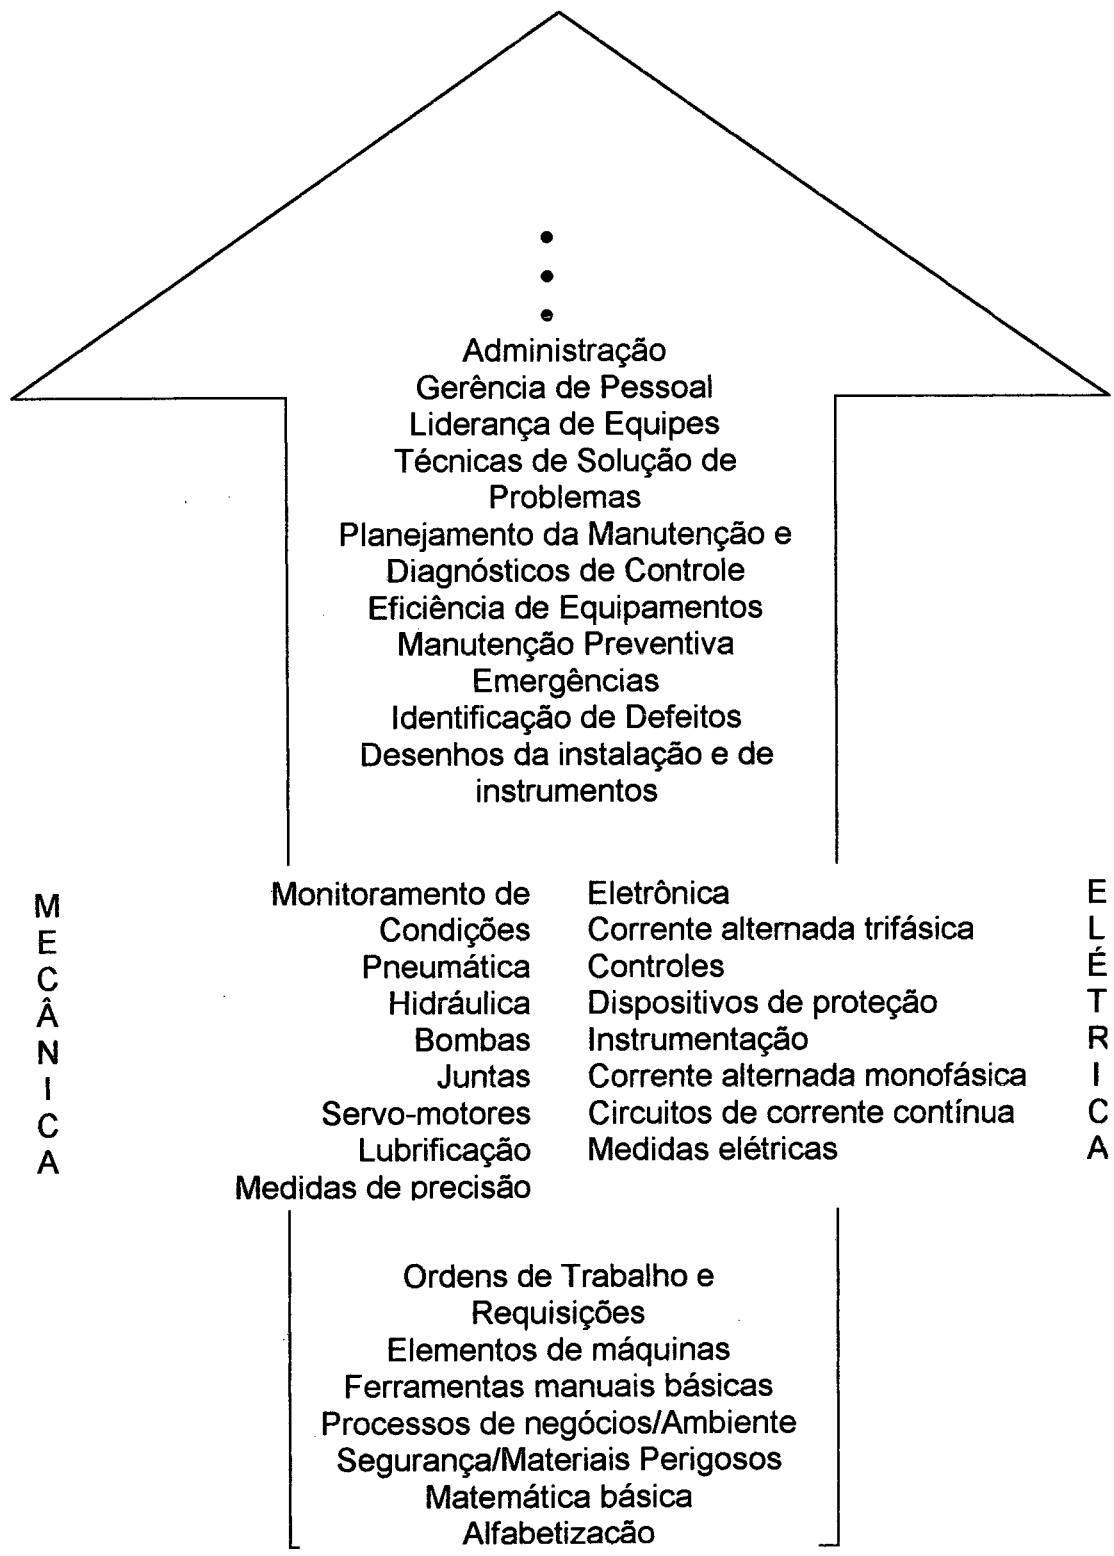 •
•
•
Administração
Gerência de Pessoal
Liderança de Equipes
Técnicas de Solução de
Problemas
Planejamento da Manutenção e
Diagnósticos de Controle
Eficiência de Equipamentos
Manutenção Preventiva
Emergências
Identificação de Defeitos
Desenhos da instalação e de
instrumentos
MECÂNICA
Monitoramento de
Condições
Pneumática
Hidráulica
Bombas
Juntas
Servo-motores
Lubrificação
Medidas de precisão
Eletrônica
Corrente alternada trifásica
Controles
Dispositivos de proteção
Instrumentação
Corrente alternada monofásica
Circuitos de corrente contínua
Medidas elétricas
ELÉTRICA
Ordens de Trabalho e
Requisições
Elementos de máquinas
Ferramentas manuais básicas
Processos de negócios/Ambiente
Segurança/Materiais Perigosos
Matemática básica
Alfabetização